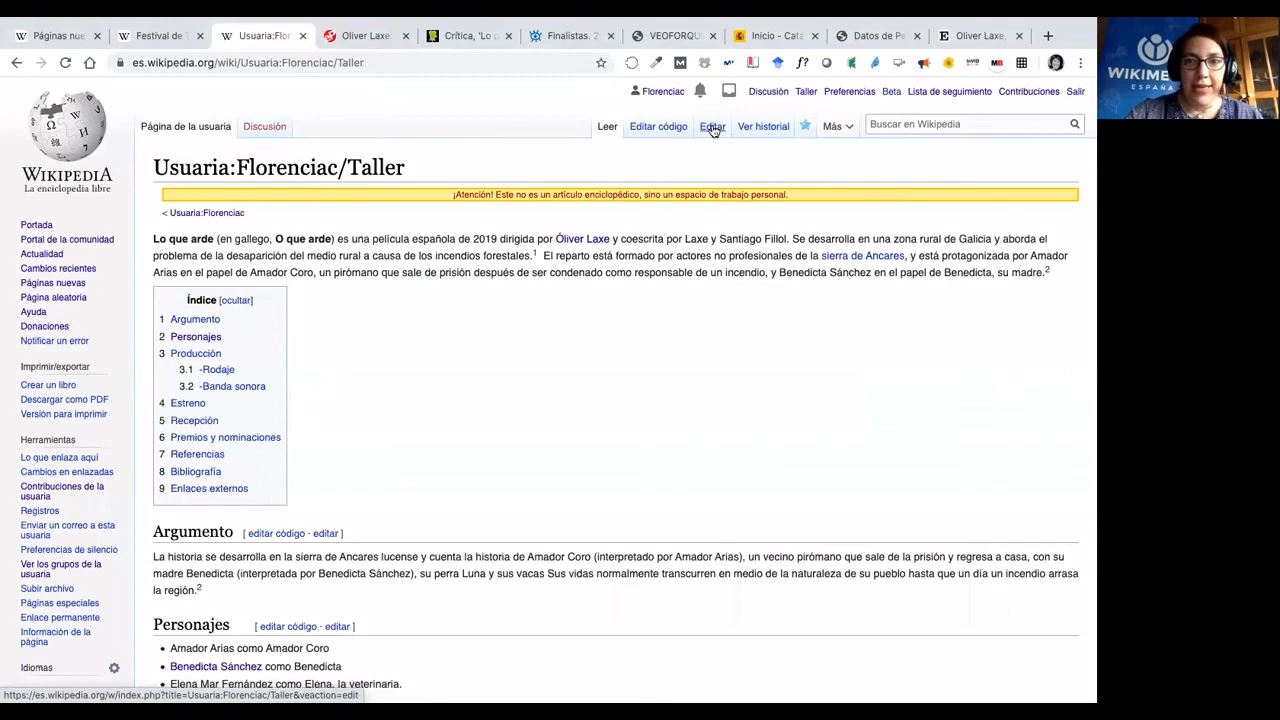 Páginas nue
Festival de
Usuaria:Flor
Oliver Laxe:
Crítica, 'Lo
Finalistas. 2
VEOFORQU
Inicio - Cata
Datos de Pe
Oliver Laxe,
es.wikipedia.org/wiki/Usuaria:Florenciac/Taller
WIKIME
ESPAÑA
Florenciac Discusión Taller Preferencias Beta Lista de seguimiento Contribuciones Salir
Página de la usuaria Discusión Leer Editar código Editar Ver historial Más Buscar en Wikipedia
WIKIPEDIA
La enciclopedia libre
Portada
Portal de la comunidad
Actualidad
Cambios recientes
Páginas nuevas
Página aleatoria
Ayuda
Donaciones
Notificar un error
Imprimir/exportar
Crear un libro
Descargar como PDF
Versión para imprimir
Herramientas
Lo que enlaza aquí
Cambios en enlazadas
Contribuciones de la
usuaria
Registros
Enviar un correo a esta
usuaria
Preferencias de silencio
Ver los grupos de la
usuaria
Subir archivo
Páginas especiales
Enlace permanente
Información de la
página
Idiomas
Usuaria:Florenciac/Taller
¡Atención! Este no es un artículo enciclopédico, sino un espacio de trabajo personal.
< Usuaria:Florenciac
Lo que arde (en gallego, O que arde) es una película española de 2019 dirigida por Óliver Laxe y coescrita por Laxe y Santiago Fillol. Se desarrolla en una zona rural de Galicia y aborda el
problema de la desaparición del medio rural a causa de los incendios forestales.1 El reparto está formado por actores no profesionales de la sierra de Ancares, y está protagonizada por Amador
Arias en el papel de Amador Coro, un pirómano que sale de prisión después de ser condenado como responsable de un incendio, y Benedicta Sánchez en el papel de Benedicta, su madre.2
Índice [ocultar]
1 Argumento
2 Personajes
3 Producción
3.1 -Rodaje
3.2 -Banda sonora
4 Estreno
5 Recepción
6 Premios y nominaciones
7 Referencias
8 Bibliografía
9 Enlaces externos
Argumento [ editar código · editar ]
La historia se desarrolla en la sierra de Ancares lucense y cuenta la historia de Amador Coro (interpretado por Amador Arias), un vecino pirómano que sale de la prisión y regresa a casa, con su
madre Benedicta (interpretada por Benedicta Sánchez), su perra Luna y sus vacas Sus vidas normalmente transcurren en medio de la naturaleza de su pueblo hasta que un día un incendio arrasa
la región.2
Personajes [ editar código · editar ]
• Amador Arias como Amador Coro
• Benedicta Sánchez como Benedicta
• Elena Mar Fernández como Elena, la veterinaria.
https://es.wikipedia.org/w/index.php?title=Usuaria:Florenciac/Taller&veaction=edit